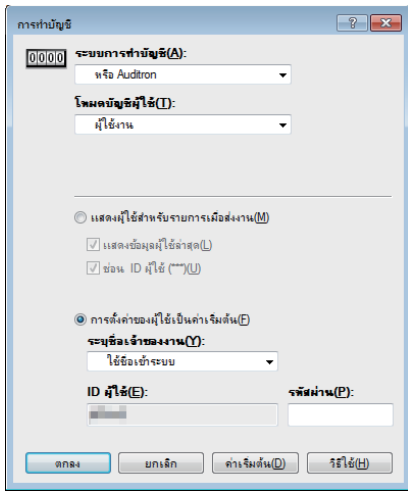 การทำบัญชี
0000
ระบบการทำบัญชี(A):
หรือ Auditron
โหมดบัญชีผู้ใช้(T):
ผู้ใช้งาน
แสดงผู้ใช้สำหรับรายการเมื่อส่งงาน(M)
แสดงข้อมูลผู้ใช้ล่าสุด(L)
ซ่อน ID ผู้ใช้ (***)(U)
การตั้งค่าของผู้ใช้เป็นค่าเริ่มต้น(F)
ระบุชื่อเจ้าของงาน(Y):
ใช้ชื่อเข้าระบบ
ID ผู้ใช้(E): รหัสผ่าน(P):
ตกลง ยกเลิก ค่าเริ่มต้น(D) วิธีใช้(H)